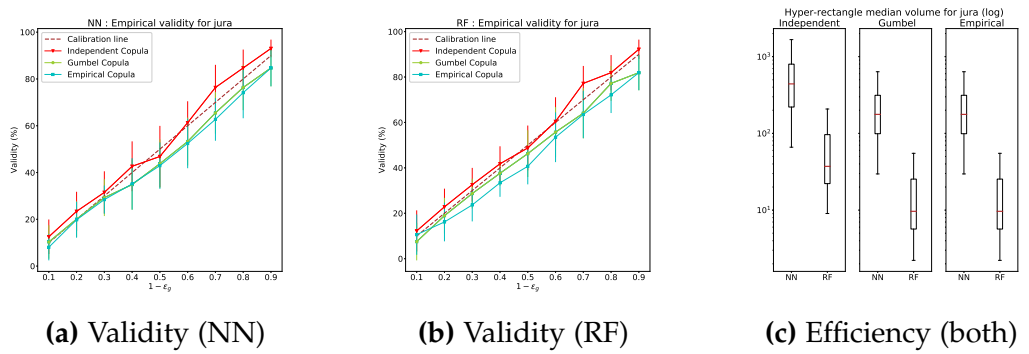 NN : Empirical validity for jura
Calibration line
Independent Copula
Gumbel Copula
Empirical Copula
Validity (%)
100
80
60
40
20
0
0.1 0.2 0.3 0.4 0.5 0.6 0.7 0.8 0.9
1 − ϵg
(a) Validity (NN)
RF : Empirical validity for jura
Calibration line
Independent Copula
Gumbel Copula
Empirical Copula
Validity (%)
100
80
60
40
20
0
0.1 0.2 0.3 0.4 0.5 0.6 0.7 0.8 0.9
1 − ϵg
(b) Validity (RF)
Hyper-rectangle median volume for jura (log)
Independent Gumbel Empirical
10³
10²
10¹
NN RF NN RF NN RF
(c) Efficiency (both)